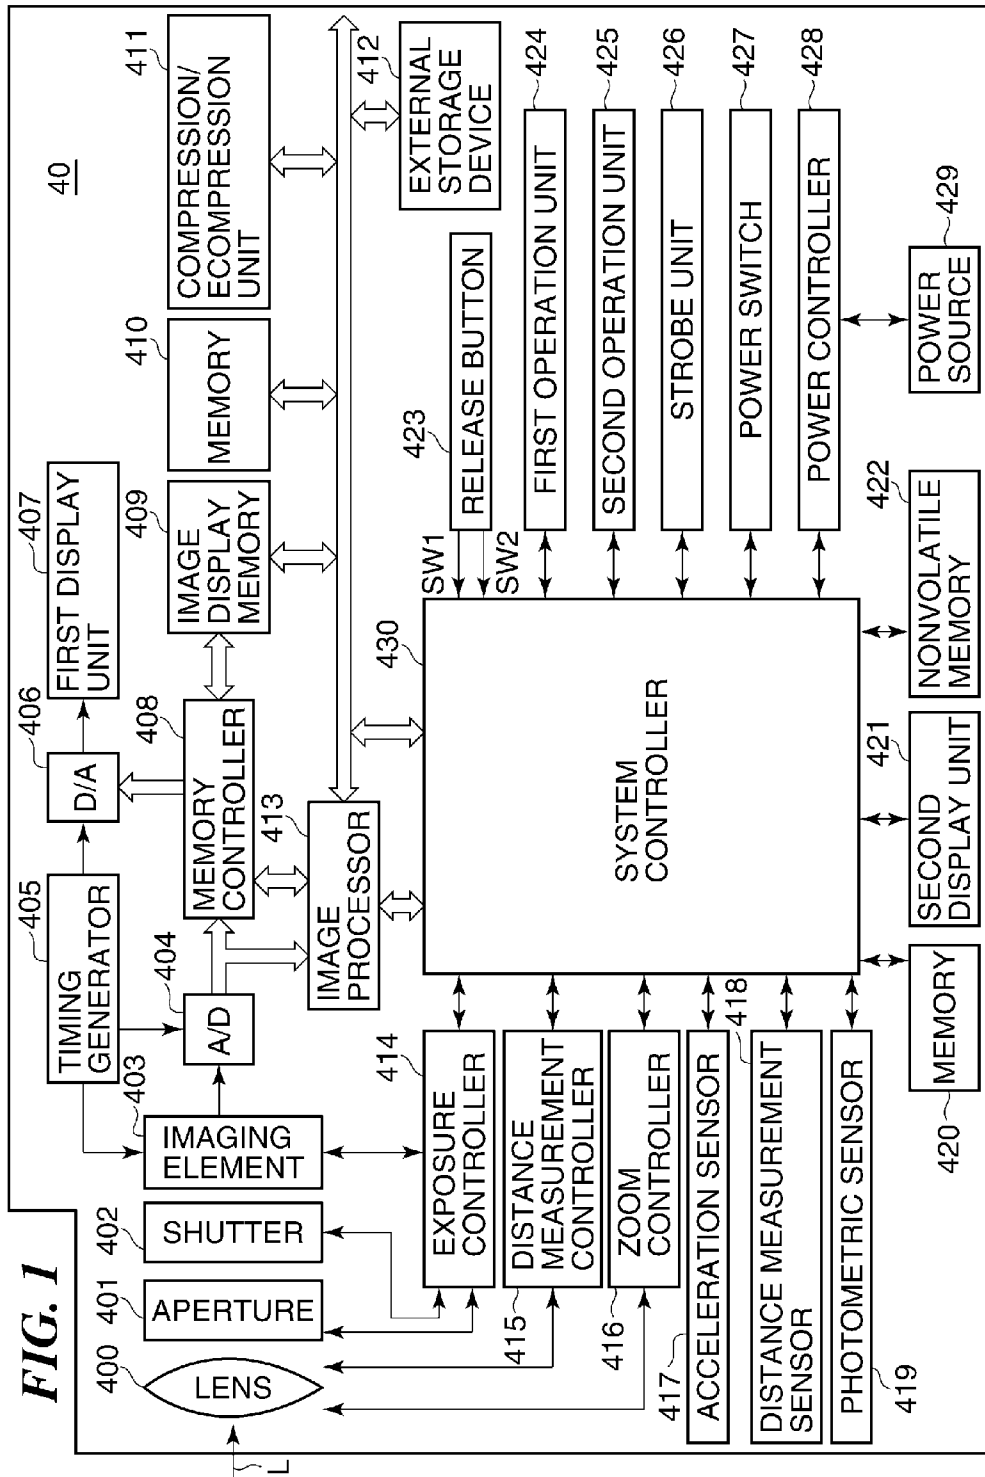 FIG. 1
40
L
400
LENS
401
APERTURE
402
SHUTTER
403
IMAGING
ELEMENT
404
A/D
405
TIMING
GENERATOR
406
D/A
407
FIRST DISPLAY
UNIT
408
MEMORY
CONTROLLER
409
IMAGE
DISPLAY
MEMORY
410
MEMORY
411
COMPRESSION/
ECOMPRESSION
UNIT
412
EXTERNAL
STORAGE
DEVICE
413
IMAGE
PROCESSOR
414
EXPOSURE
CONTROLLER
415
DISTANCE
MEASUREMENT
CONTROLLER
416
ZOOM
CONTROLLER
417
ACCELERATION SENSOR
418
DISTANCE MEASUREMENT
SENSOR
419
PHOTOMETRIC SENSOR
430
SYSTEM
CONTROLLER
420
MEMORY
421
SECOND
DISPLAY UNIT
422
NONVOLATILE
MEMORY
423
RELEASE BUTTON
SW1
SW2
424
FIRST OPERATION UNIT
425
SECOND OPERATION UNIT
426
STROBE UNIT
427
POWER SWITCH
428
POWER CONTROLLER
429
POWER
SOURCE